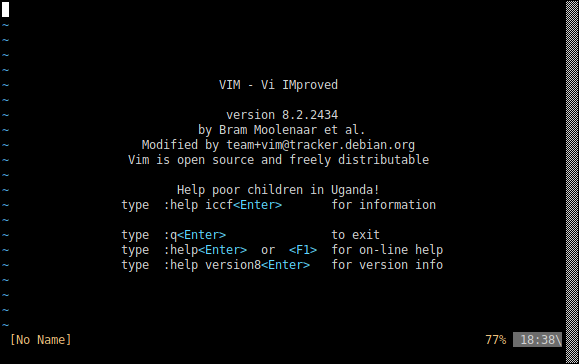 ~
~
~
~
~ VIM - Vi IMproved
~
~ version 8.2.2434
~ by Bram Moolenaar et al.
~ Modified by team+vim@tracker.debian.org
~ Vim is open source and freely distributable
~
~ Help poor children in Uganda!
~ type  :help iccf<Enter>       for information
~
~ type  :q<Enter>               to exit
~ type  :help<Enter>  or  <F1>  for on-line help
~ type  :help version8<Enter>   for version info
~
~
~
~
[No Name] 77% 18:38\